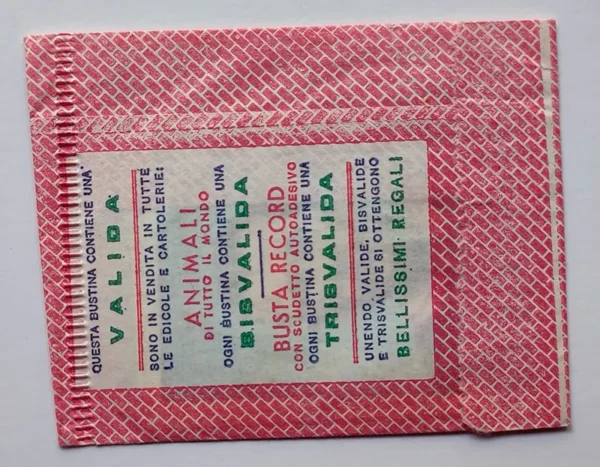 QUESTA BUSTINA CONTIENE UNA
VALIDA
SONO IN VENDITA IN TUTTE
LE EDICOLE E CARTOLERIE:
ANIMALI
DI TUTTO IL MONDO
OGNI BUSTINA CONTIENE UNA
BISVALIDA
BUSTA RECORD
CON SCUDETTO AUTOADESIVO
OGNI BUSTINA CONTIENE UNA
TRISVALIDA
UNENDO VALIDE, BISVALIDE
E TRISVALIDE SI OTTENGONO
BELLISSIMI REGALI